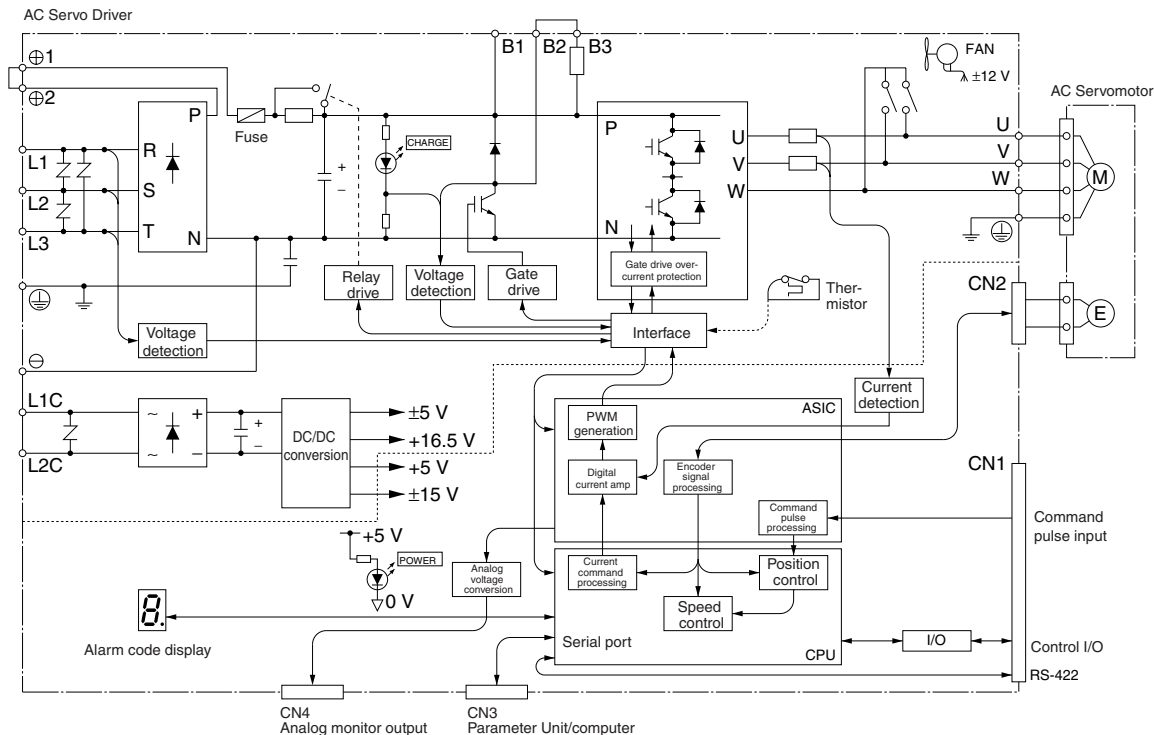 AC Servo Driver
⊕1
⊕2
B1 B2 B3
FAN
±12 V
AC Servomotor
P
Fuse
CHARGE
P
U
U
L1
R
V
V
L2
S
W
W
M
L3
T
N
N
Relay
drive
Voltage
detection
Gate
drive
Gate drive over-
current protection
Ther-
mistor
CN2
E
Voltage
detection
Interface
⊖
Current
detection
L1C
L2C
~ +
~ −
+
−
+
−
DC/DC
conversion
±5 V
+16.5 V
+5 V
±15 V
ASIC
PWM
generation
Digital
current amp
Encoder
signal
processing
Command
pulse
processing
CN1
Command
pulse input
+5 V
POWER
0 V
Analog
voltage
conversion
Current
command
processing
Position
control
Speed
control
8.
Alarm code display
Serial port
CPU
I/O
Control I/O
RS-422
CN4
Analog monitor output
CN3
Parameter Unit/computer